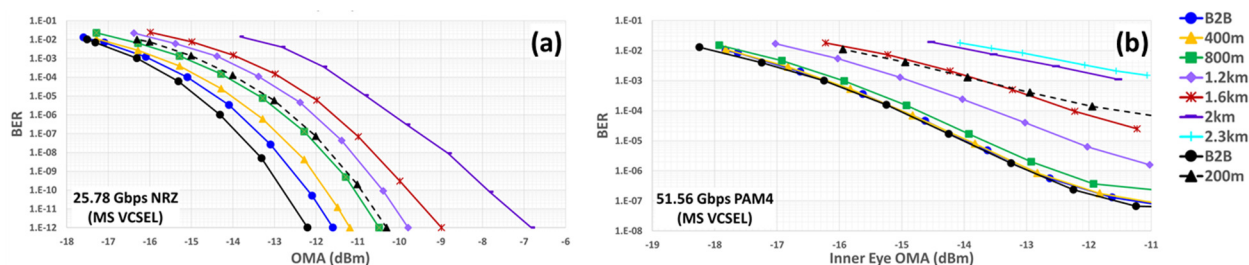 1.E-01
1.E-02
1.E-03
1.E-04
1.E-05
1.E-06
1.E-07
1.E-08
1.E-09
1.E-10
1.E-11
1.E-12
BER
(a)
25.78 Gbps NRZ
(MS VCSEL)
-18 -17 -16 -15 -14 -13 -12 -11 -10 -9 -8 -7 -6
OMA (dBm)
1.E-01
1.E-02
1.E-03
1.E-04
1.E-05
1.E-06
1.E-07
1.E-08
BER
(b)
51.56 Gbps PAM4
(MS VCSEL)
-19 -18 -17 -16 -15 -14 -13 -12 -11
Inner Eye OMA (dBm)
B2B
400m
800m
1.2km
1.6km
2km
2.3km
B2B
200m